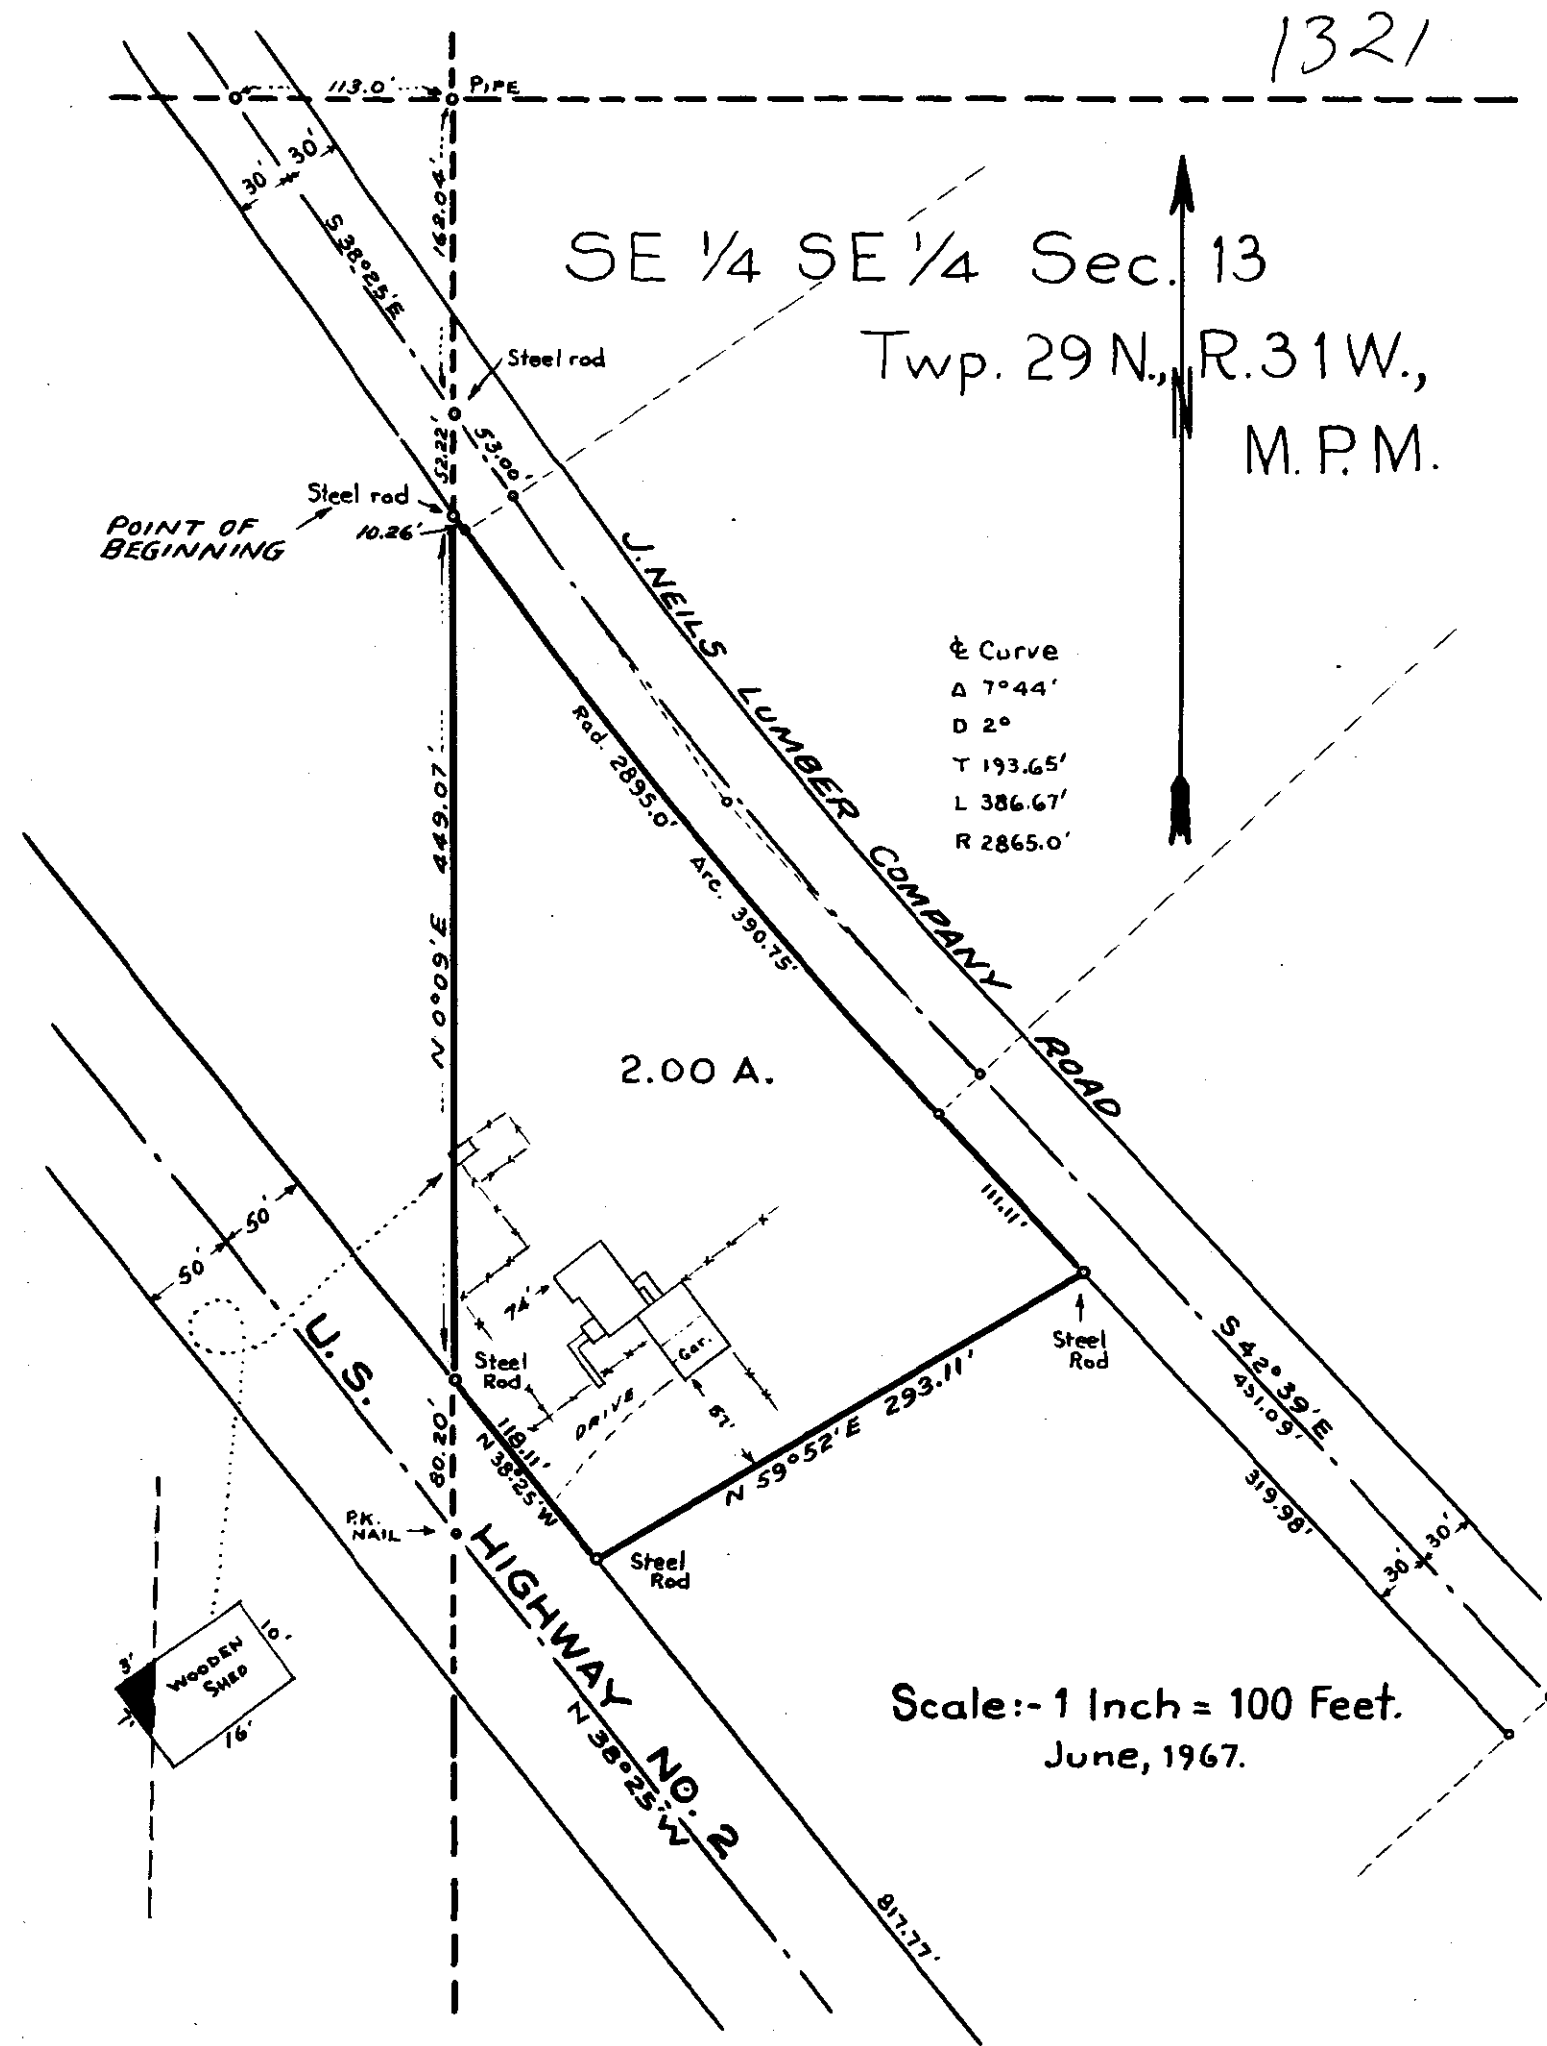 1321
113.0'
PIPE
30'
30'
168.04'
S 38°25'E
SE 1/4 SE 1/4 Sec. 13
Twp. 29 N., R. 31 W.,
M.P.M.
N
Steel rod
52.22'
53.00'
Steel rod
POINT OF
BEGINNING
10.26'
J. NEILS LUMBER COMPANY ROAD
℄ Curve
Δ 7°44'
D 2°
T 193.65'
L 386.67'
R 2865.0'
Rad. 2895.0' Arc. 390.75'
N 0°09'E 449.07'
2.00 A.
111.11'
50'
50'
74'
Gar.
Steel
Rod
Steel
Rod
DRIVE
67'
118.11'
N 38°25'W
N 59°52'E 293.11'
S 42°39'E
431.09'
319.98'
30'
30'
80.20'
P.K.
NAIL
Steel
Rod
U.S. HIGHWAY NO. 2
N 38°25'W
3'
10'
WOODEN
SHED
7'
16'
Scale:- 1 Inch = 100 Feet.
June, 1967.
817.77'